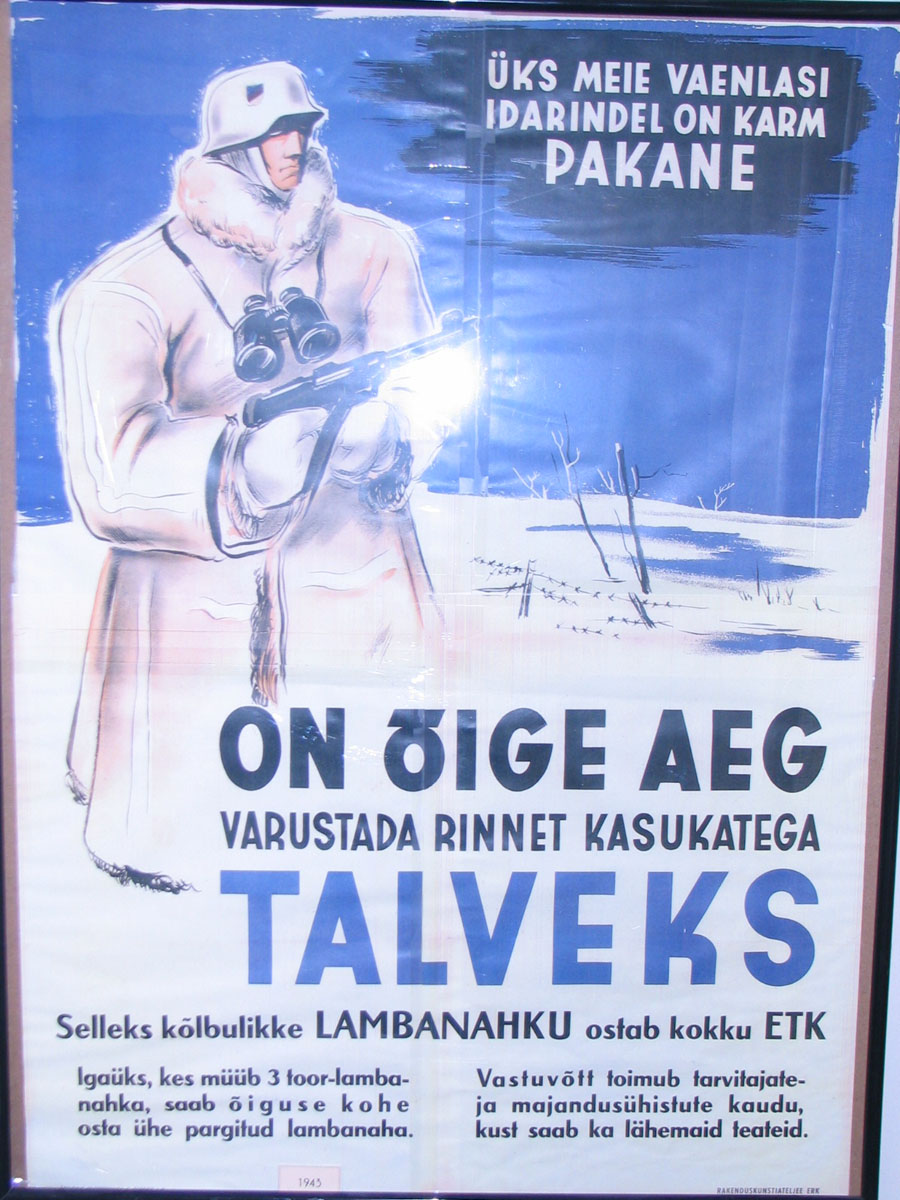 ÜKS MEIE VAENLASI
IDARINDEL ON KARM
PAKANE
ON ÕIGE AEG
VARUSTADA RINNET KASUKATEGA
TALVEKS
Selleks kõlbulikke LAMBANAHKU ostab kokku ETK
Igaüks, kes müüb 3 toor-lamba-
nahka, saab õiguse kohe
osta ühe pargitud lambanaha.
Vastuvõtt toimub tarvitajate-
ja majandusühistute kaudu,
kust saab ka lähemaid teateid.
1943
RAKENDUSKUNSTIATELJEE ERK